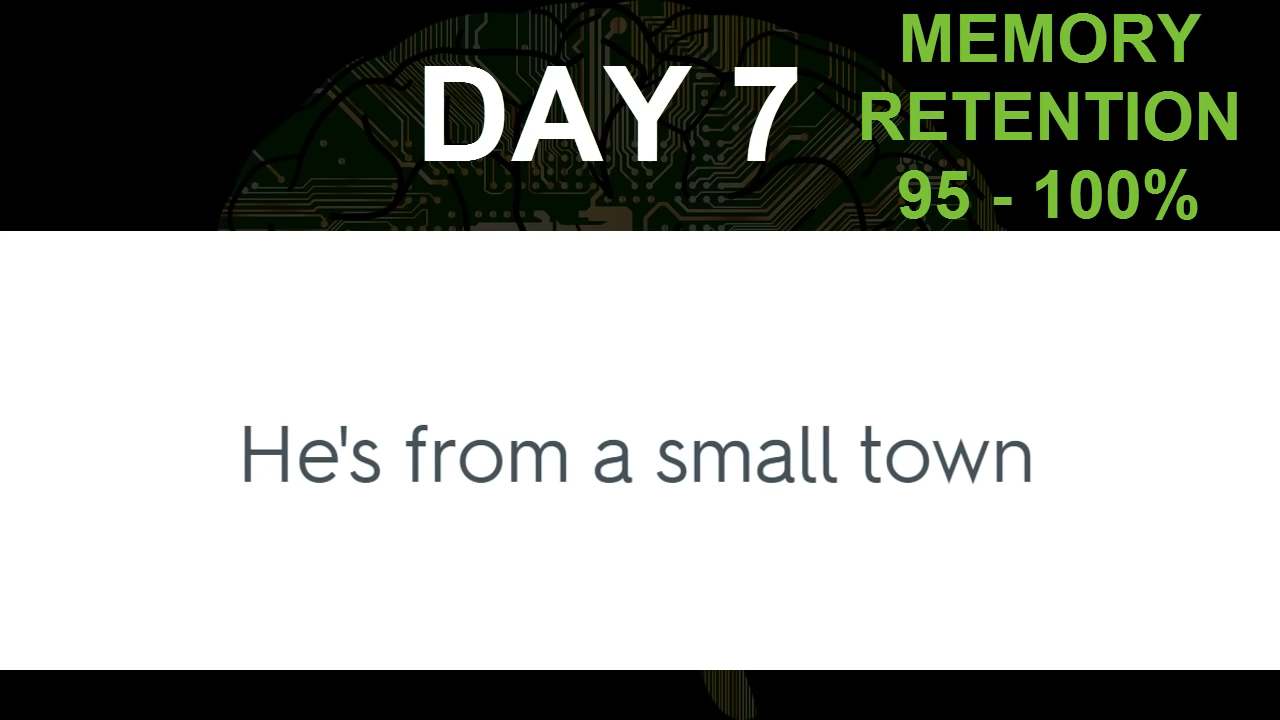 DAY 7
MEMORY
RETENTION
95 - 100%
He's from a small town